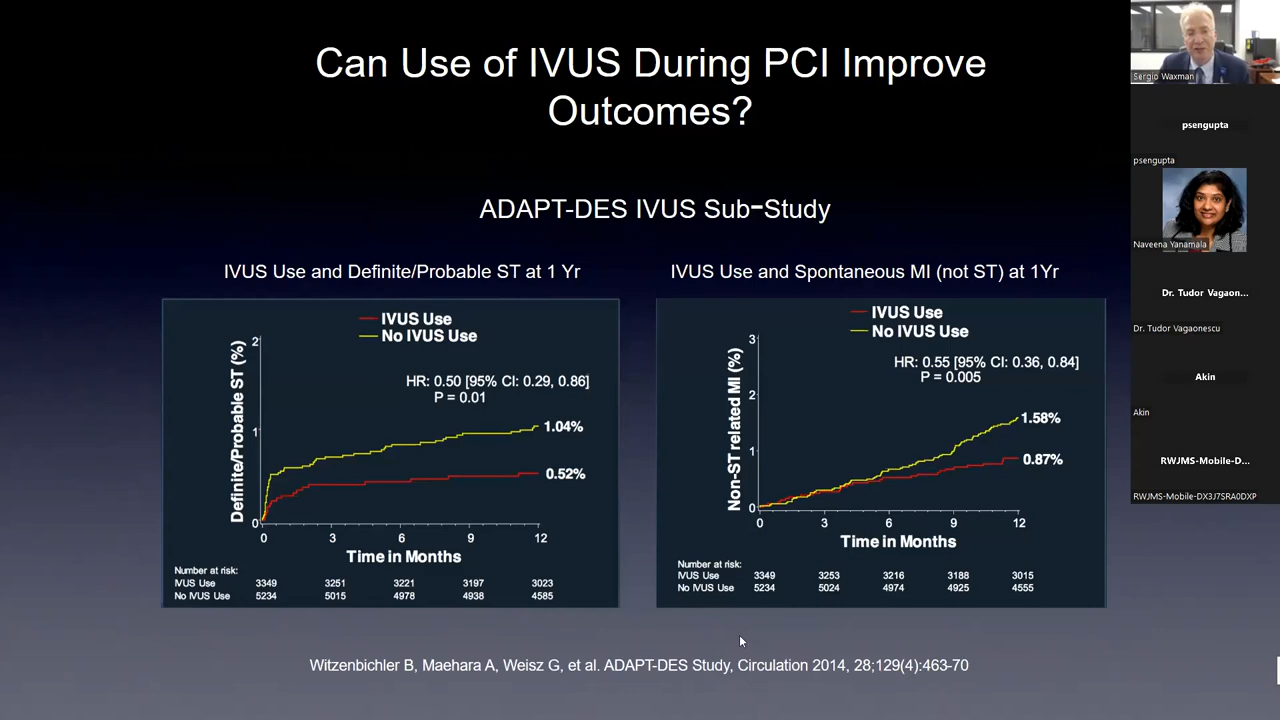 Can Use of IVUS During PCI Improve
Outcomes?
ADAPT-DES IVUS Sub-Study
IVUS Use and Definite/Probable ST at 1 Yr
IVUS Use
No IVUS Use
Definite/Probable ST (%)
2
1
0
HR: 0.50 [95% CI: 0.29, 0.86]
P = 0.01
1.04%
0.52%
0 3 6 9 12
Time in Months
Number at risk:
IVUS Use 3349 3251 3221 3197 3023
No IVUS Use 5234 5015 4978 4938 4585
IVUS Use and Spontaneous MI (not ST) at 1Yr
IVUS Use
No IVUS Use
Non-ST related MI (%)
3
2
1
0
HR: 0.55 [95% CI: 0.36, 0.84]
P = 0.005
1.58%
0.87%
0 3 6 9 12
Time in Months
Number at risk:
IVUS Use 3349 3253 3216 3188 3015
No IVUS Use 5234 5024 4974 4925 4555
Witzenbichler B, Maehara A, Weisz G, et al. ADAPT-DES Study, Circulation 2014, 28;129(4):463-70
Sergio Waxman
psengupta
psengupta
Naveena Yanamala
Dr. Tudor Vagaon...
Dr. Tudor Vagaonescu
Akin
Akin
RWJMS-Mobile-D...
RWJMS-Mobile-DX3J7SRA0DXP